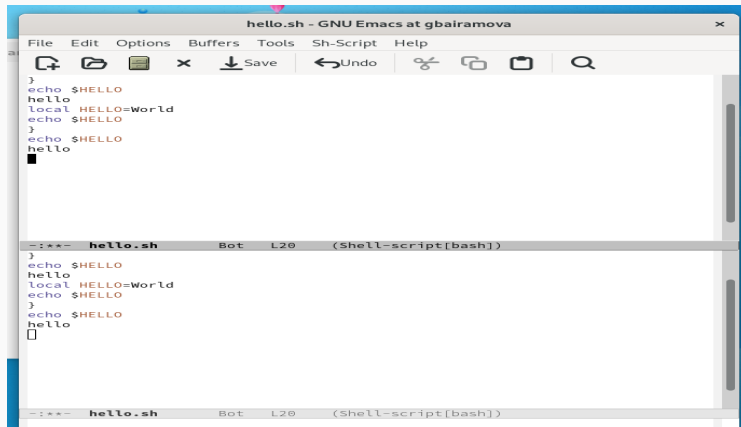 hello.sh - GNU Emacs at gbairamova
File Edit Options Buffers Tools Sh-Script Help
Save Undo
}
echo $HELLO
hello
local HELLO=World
echo $HELLO
}
echo $HELLO
hello
-:**- hello.sh Bot L20 (Shell-script[bash])
}
echo $HELLO
hello
local HELLO=World
echo $HELLO
}
echo $HELLO
hello
-:**- hello.sh Bot L20 (Shell-script[bash])